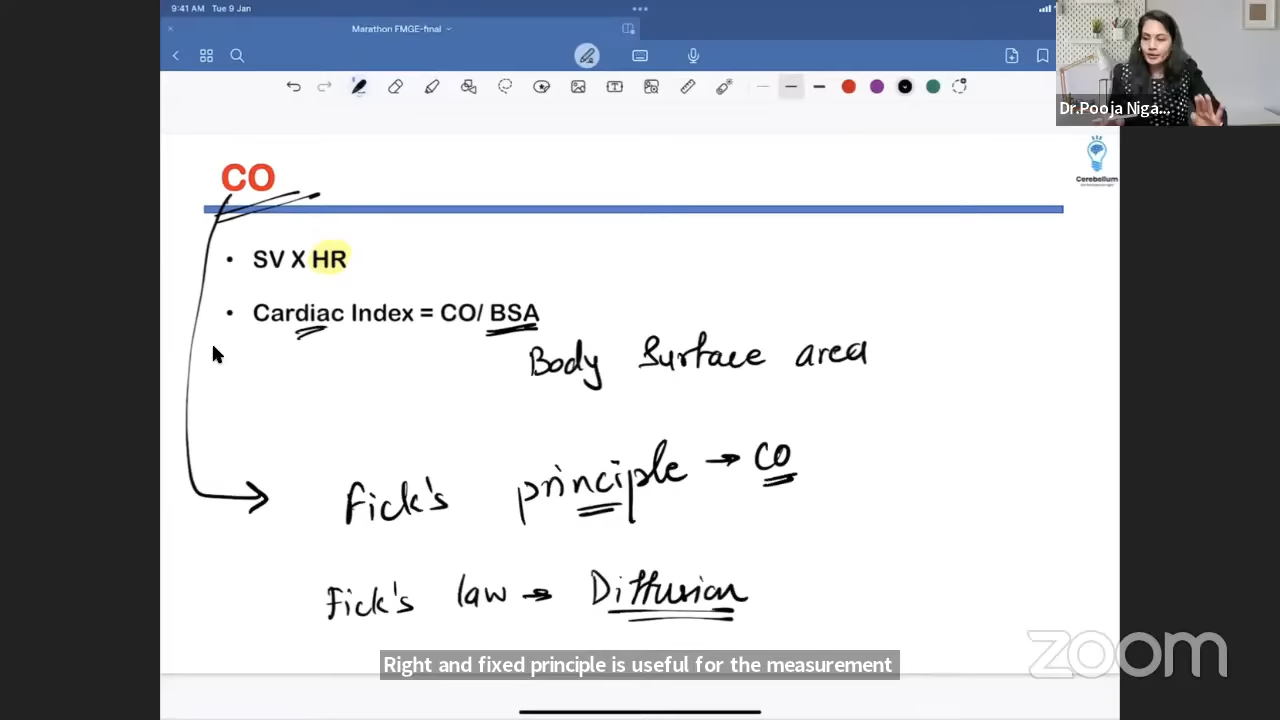 9:41 AM Tue 9 Jan
Marathon FMGE-final
Dr.Pooja Niga...
Cerebellum
CO
• SV X HR
• Cardiac Index = CO/ BSA
Body Surface area
Fick's principle → CO
Fick's law → Diffusion
Right and fixed principle is useful for the measurement
zoom